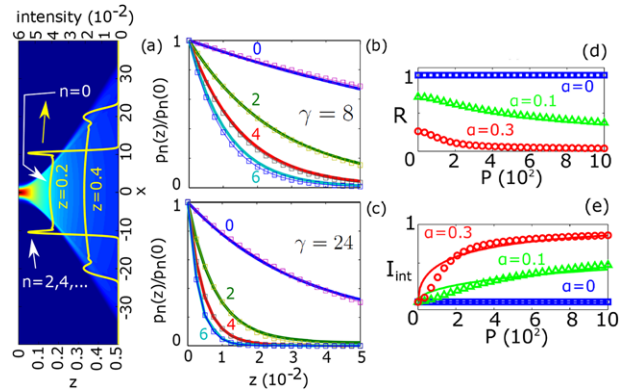 intensity (10⁻²)
6 5 4 3 2 1 0
(a)
n=0
z=0.2
z=0.4
n=2,4,...
30
20
10
0
-10
-20
-30
x
0 0.1 0.2 0.3 0.4 0.5
z
(b)
1
0
pₙ(z)/pₙ(0)
0
2
4
6
γ = 8
(c)
1
0
pₙ(z)/pₙ(0)
0
2
4
6
γ = 24
0 1 2 3 4 5
z (10⁻²)
(d)
1
R
a=0
a=0.1
a=0.3
0 2 4 6 8 10
P (10²)
(e)
1
I_int
a=0.3
a=0.1
a=0
0 2 4 6 8 10
P (10²)